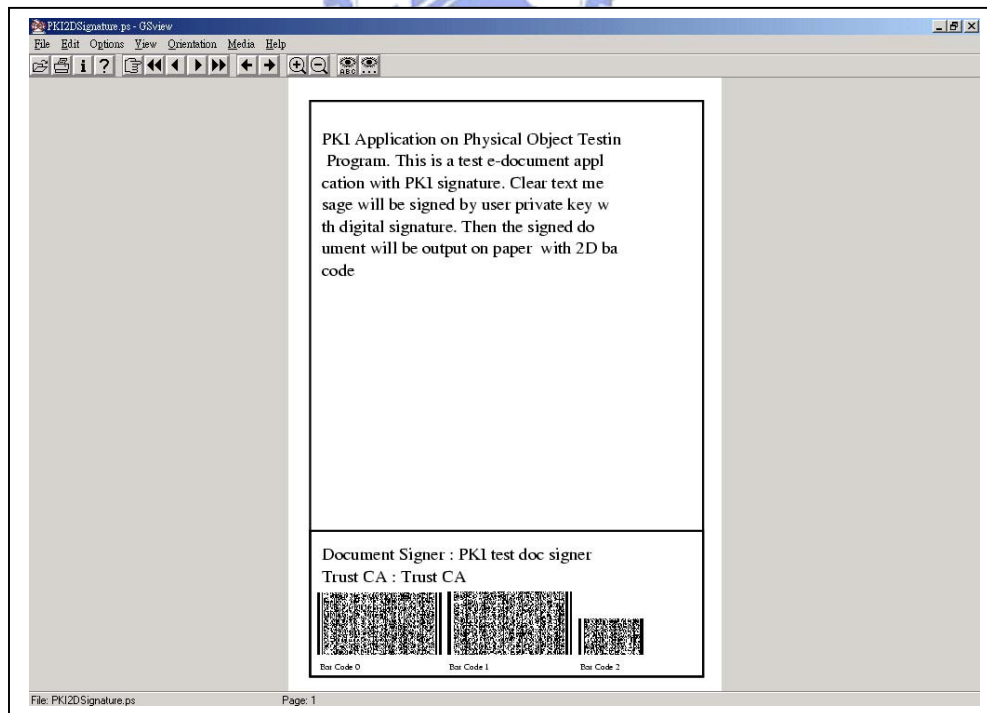 PKI2DSignature.ps - GSview
File Edit Options View Orientation Media Help
PK1 Application on Physical Object Testin
Program. This is a test e-document appl
cation with PK1 signature. Clear text me
sage will be signed by user private key w
th digital signature. Then the signed do
ument will be output on paper with 2D ba
code
Document Signer : PK1 test doc signer
Trust CA : Trust CA
Bar Code 0 Bar Code 1 Bar Code 2
File: PKI2DSignature.ps Page: 1